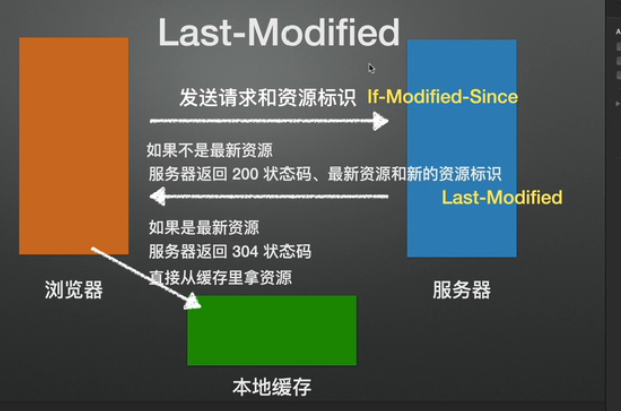 Last-Modified
发送请求和资源标识 If-Modified-Since
如果不是最新资源
服务器返回 200 状态码、最新资源和新的资源标识
Last-Modified
如果是最新资源
服务器返回 304 状态码
直接从缓存里拿资源
浏览器
服务器
本地缓存